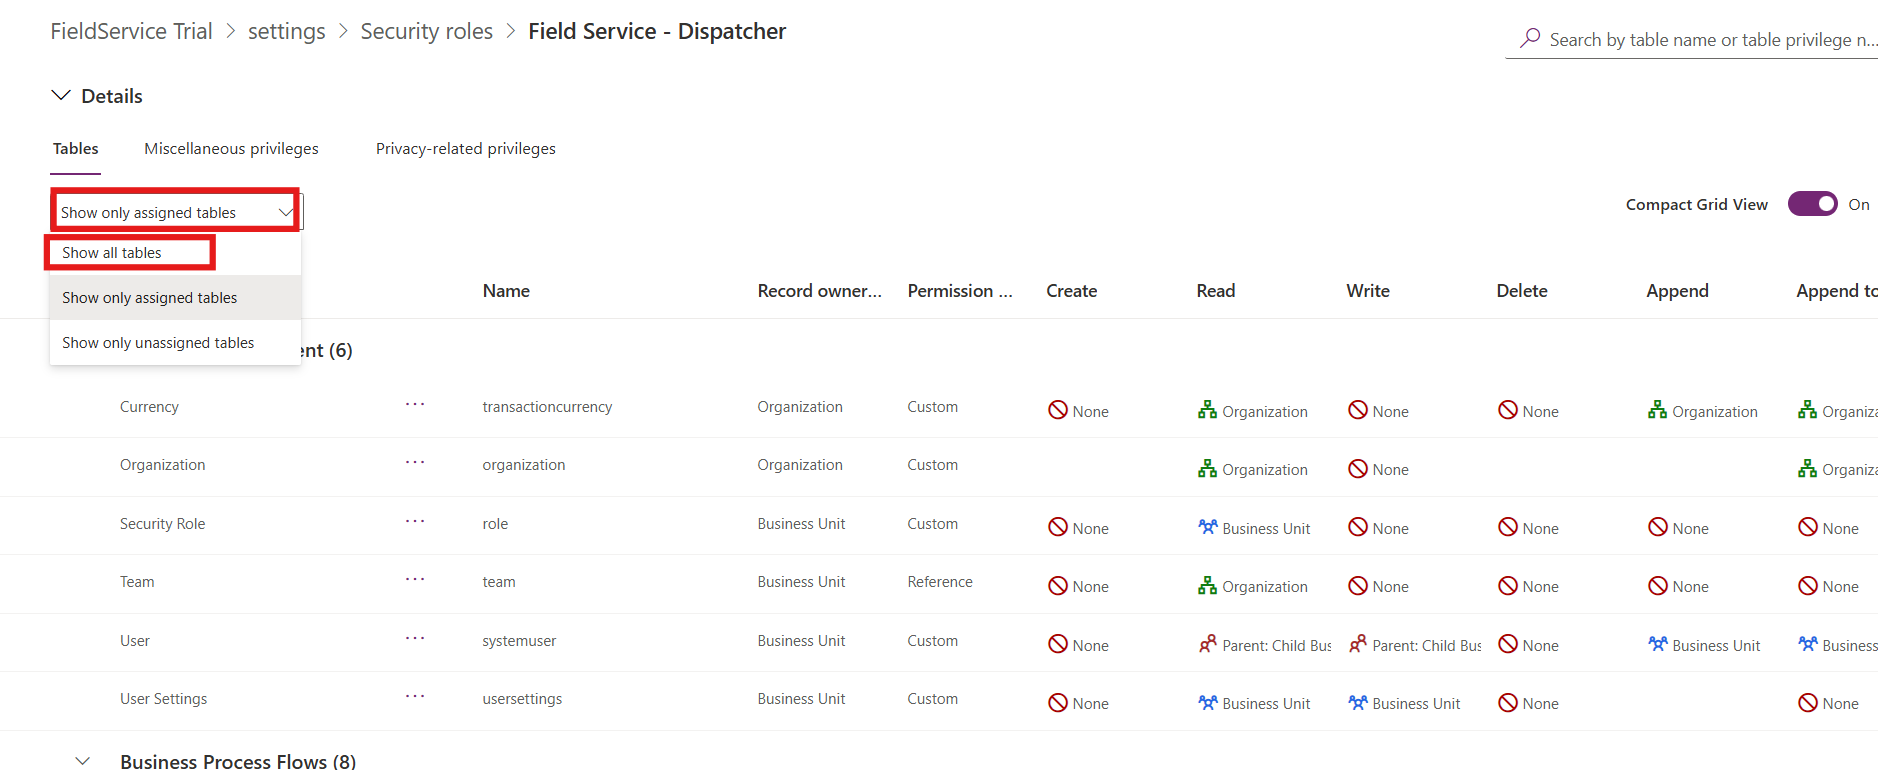 FieldService Trial > settings > Security roles > Field Service - Dispatcher
Search by table name or table privilege n...
Details
Tables Miscellaneous privileges Privacy-related privileges
Show only assigned tables
Compact Grid View On
Show all tables
Show only assigned tables
Show only unassigned tables
Name Record owner... Permission ... Create Read Write Delete Append Append to
ent (6)
Currency ... transactioncurrency Organization Custom None Organization None None Organization Organiza
Organization ... organization Organization Custom Organization None Organiza
Security Role ... role Business Unit Custom None Business Unit None None None None
Team ... team Business Unit Reference None Organization None None None None
User ... systemuser Business Unit Custom None Parent: Child Bus Parent: Child Bus None Business Unit Business
User Settings ... usersettings Business Unit Custom None Business Unit Business Unit None None
Business Process Flows (8)